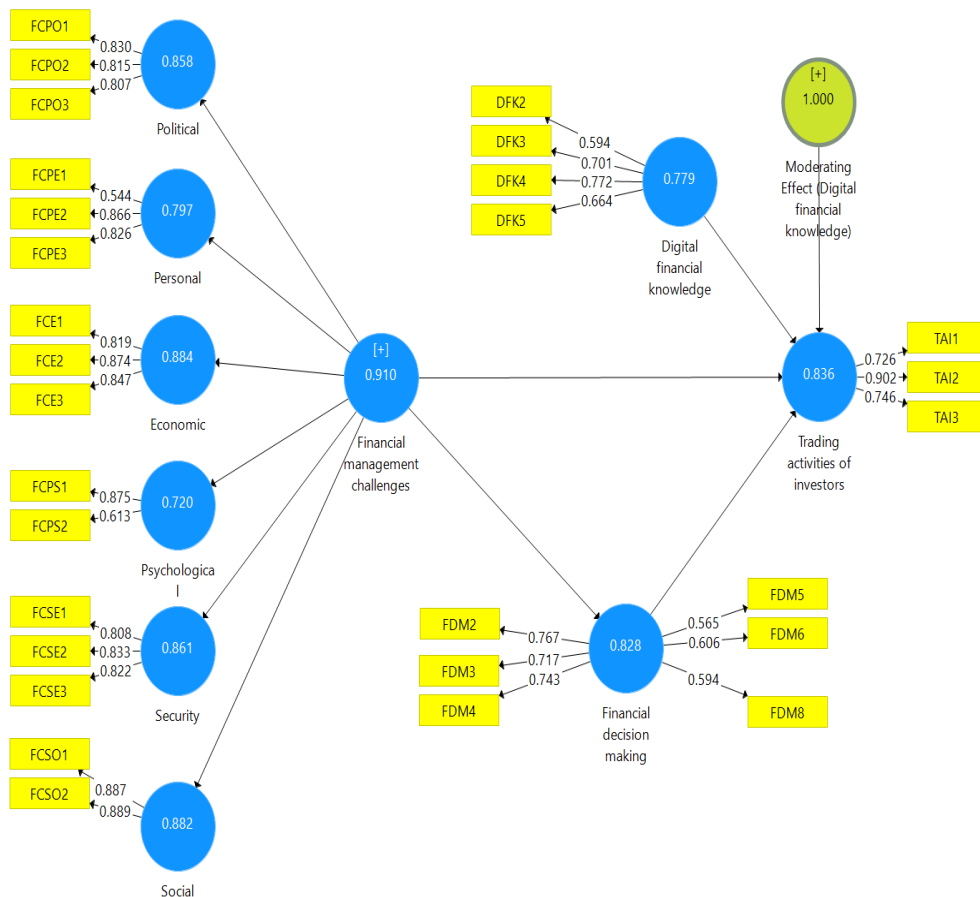 FCPO1
FCPO2
FCPO3
0.830
0.815
0.807
0.858
Political
FCPE1
FCPE2
FCPE3
0.544
0.866
0.826
0.797
Personal
FCE1
FCE2
FCE3
0.819
0.874
0.847
0.884
Economic
FCPS1
FCPS2
0.875
0.613
0.720
Psychologica
l
FCSE1
FCSE2
FCSE3
0.808
0.833
0.822
0.861
Security
FCSO1
FCSO2
0.887
0.889
0.882
Social
[+]
0.910
Financial
management
challenges
DFK2
DFK3
DFK4
DFK5
0.594
0.701
0.772
0.664
0.779
Digital
financial
knowledge
[+]
1.000
Moderating
Effect (Digital
financial
knowledge)
0.836
Trading
activities of
investors
0.726
0.902
0.746
TAI1
TAI2
TAI3
FDM2
FDM3
FDM4
0.767
0.717
0.743
0.828
Financial
decision
making
0.565
0.606
0.594
FDM5
FDM6
FDM8